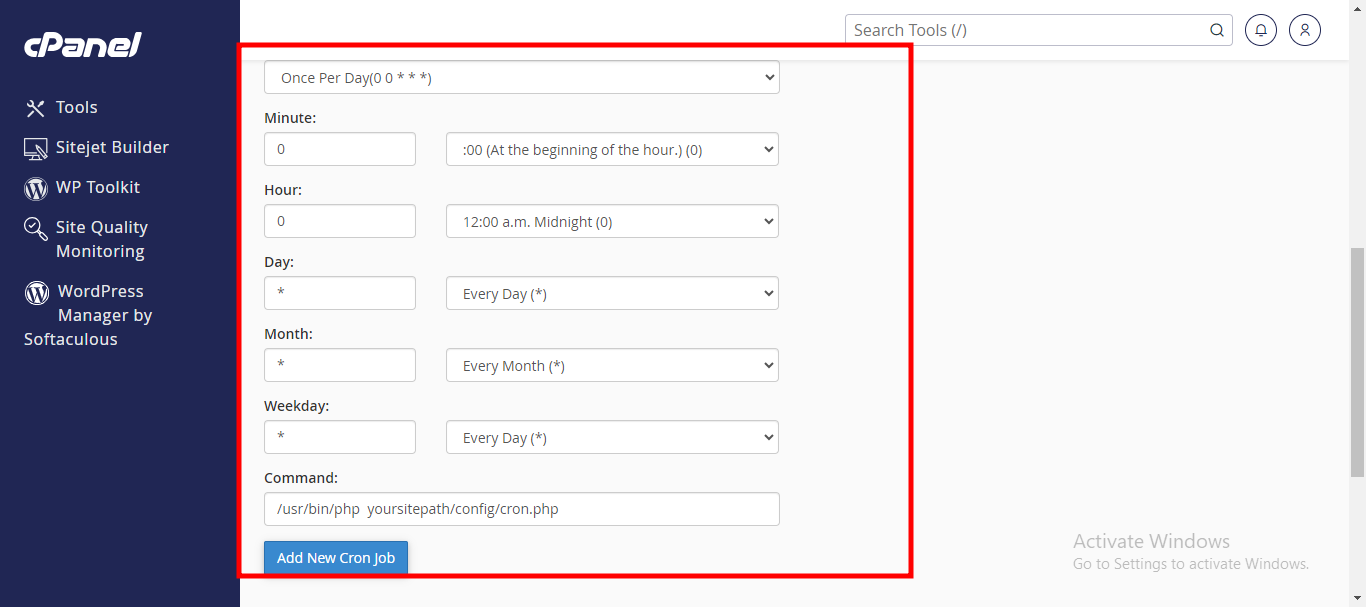 cPanel
Search Tools (/)
Tools
Sitejet Builder
WP Toolkit
Site Quality
Monitoring
WordPress
Manager by
Softaculous
Once Per Day(0 0 * * *)
Minute:
0 :00 (At the beginning of the hour.) (0)
Hour:
0 12:00 a.m. Midnight (0)
Day:
* Every Day (*)
Month:
* Every Month (*)
Weekday:
* Every Day (*)
Command:
/usr/bin/php  yoursitepath/config/cron.php
Add New Cron Job
Activate Windows
Go to Settings to activate Windows.